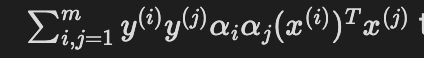 ∑_{i,j=1}^{m} y^{(i)}y^{(j)}α_iα_j(x^{(i)})^T x^{(j)} t